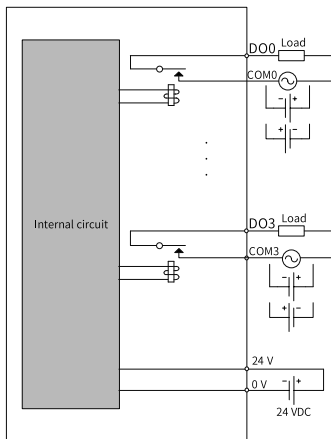 DO0 Load
COM0
- +
+ -
Internal circuit
DO3 Load
COM3
- +
+ -
24 V
0 V - +
24 VDC